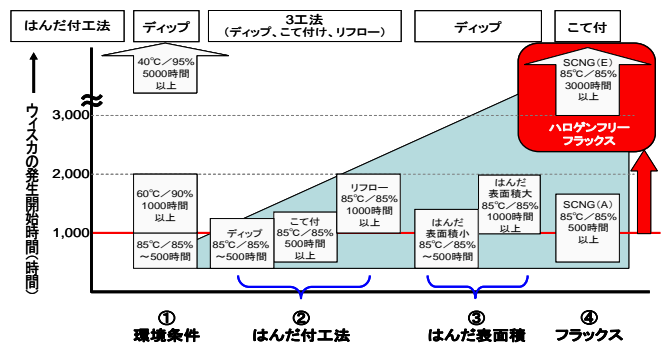 はんだ付工法
ディップ
3工法
(ディップ、こて付け、リフロー)
ディップ
こて付
ウィスカの発生開始時間(時間)
3,000
2,000
1,000
40℃/95%
5000時間
以上
60℃/90%
1000時間
以上
85℃/85%
~500時間
ディップ
85℃/85%
~500時間
こて付
85℃/85%
500時間
以上
リフロー
85℃/85%
1000時間
以上
はんだ
表面積小
85℃/85%
~500時間
はんだ
表面積大
85℃/85%
1000時間
以上
SCNG(E)
85℃/85%
3000時間
以上
ハロゲンフリー
フラックス
SCNG(A)
85℃/85%
500時間
以上
①
環境条件
②
はんだ付工法
③
はんだ表面積
④
フラックス